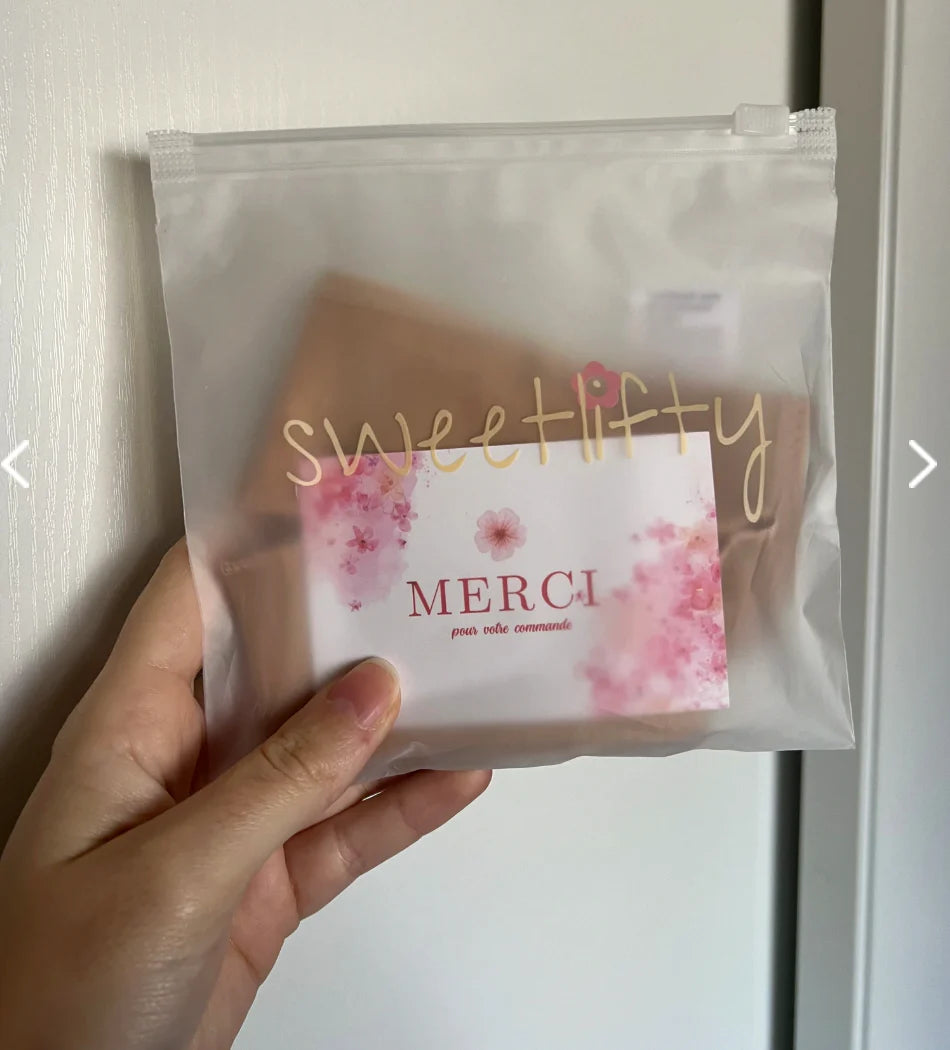 sweetlifty
MERCI
pour votre commande